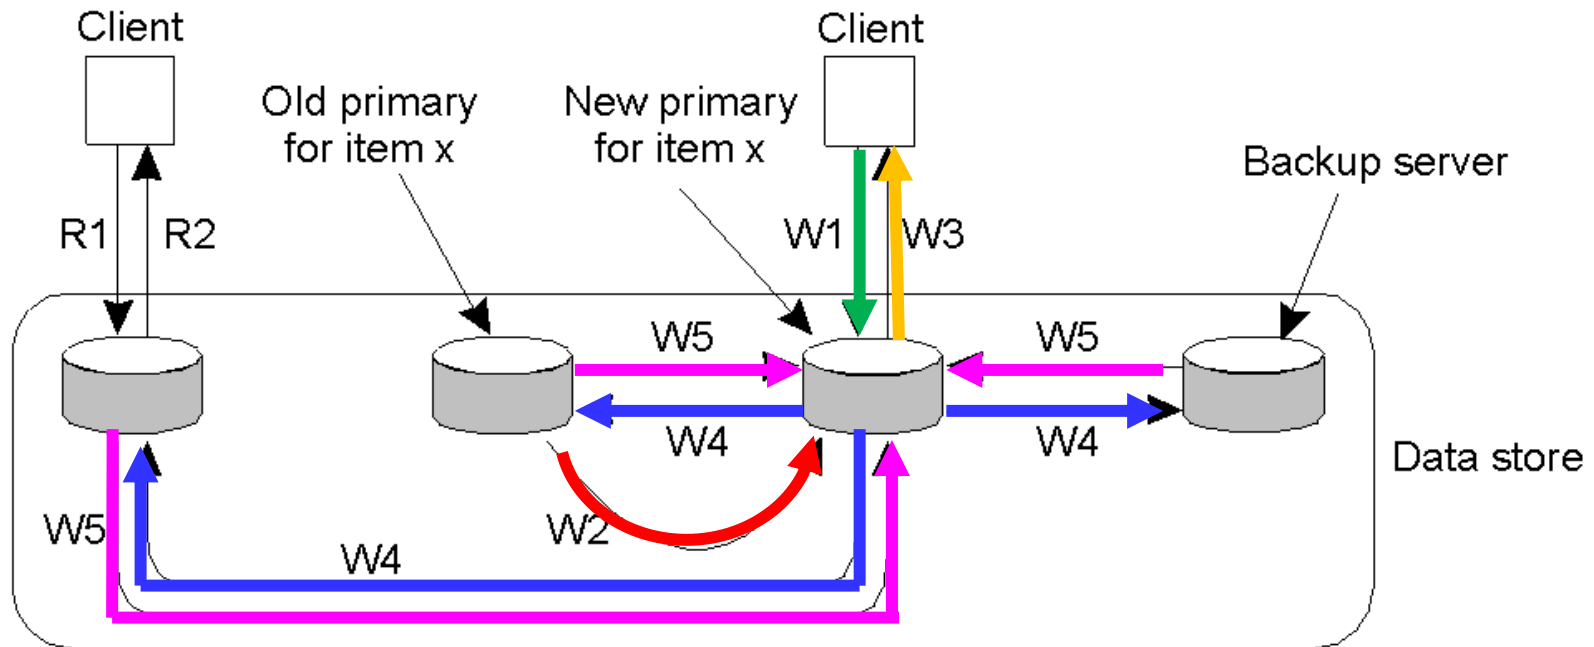 Client
Client
Old primary
for item x
New primary
for item x
Backup server
R1
R2
W1
W3
W5
W5
W4
W4
Data store
W5
W2
W4